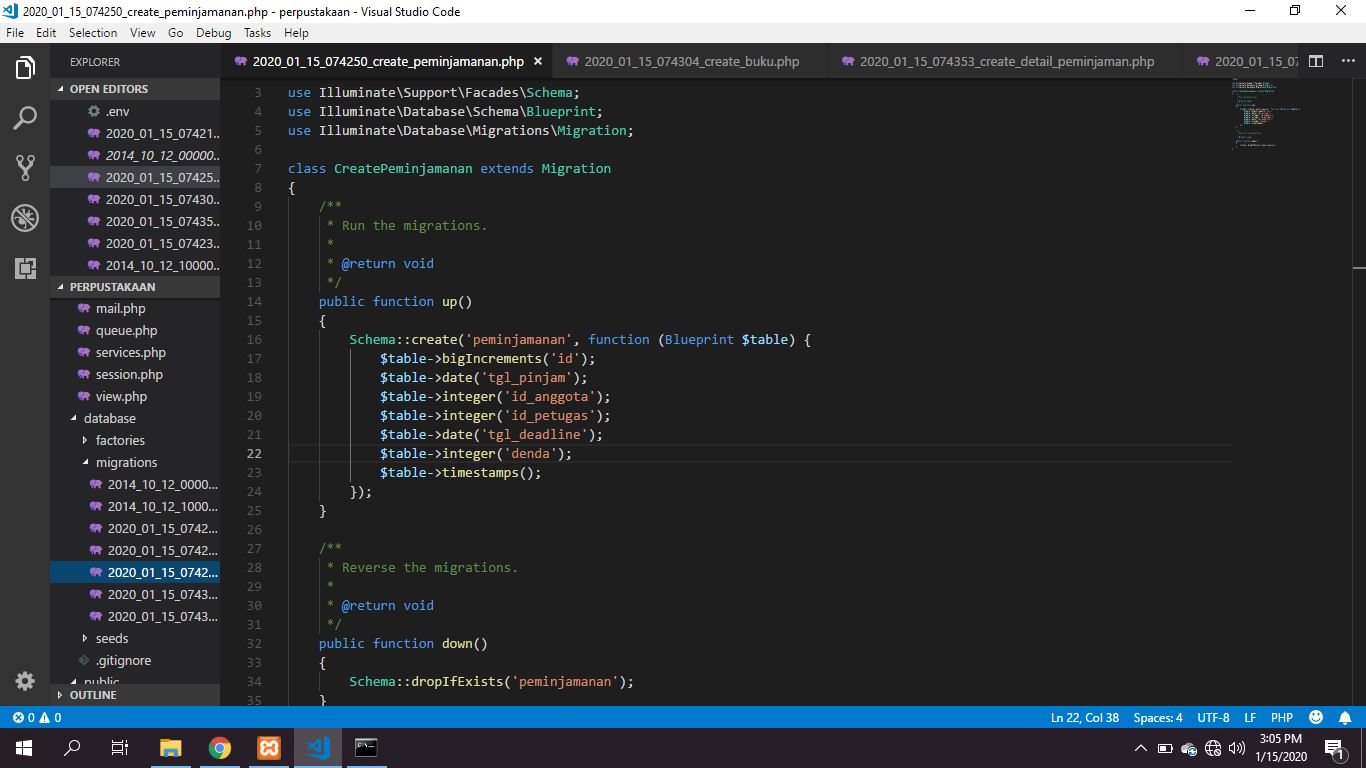 2020_01_15_074250_create_peminjamanan.php - perpustakaan - Visual Studio Code
File Edit Selection View Go Debug Tasks Help
EXPLORER
OPEN EDITORS
.env
2020_01_15_07421...
2014_10_12_00000...
2020_01_15_07425...
2020_01_15_07430...
2020_01_15_07435...
2020_01_15_07423...
2014_10_12_10000...
PERPUSTAKAAN
mail.php
queue.php
services.php
session.php
view.php
database
factories
migrations
2014_10_12_0000...
2014_10_12_1000...
2020_01_15_0742...
2020_01_15_0742...
2020_01_15_0742...
2020_01_15_0743...
2020_01_15_0743...
seeds
.gitignore
public
OUTLINE
2020_01_15_074250_create_peminjamanan.php 2020_01_15_074304_create_buku.php 2020_01_15_074353_create_detail_peminjaman.php 2020_01_15_07
3 use Illuminate\Support\Facades\Schema;
4 use Illuminate\Database\Schema\Blueprint;
5 use Illuminate\Database\Migrations\Migration;
6
7 class CreatePeminjamanan extends Migration
8 {
9 /**
10 * Run the migrations.
11 *
12 * @return void
13 */
14 public function up()
15 {
16 Schema::create('peminjamanan', function (Blueprint $table) {
17 $table->bigIncrements('id');
18 $table->date('tgl_pinjam');
19 $table->integer('id_anggota');
20 $table->integer('id_petugas');
21 $table->date('tgl_deadline');
22 $table->integer('denda');
23 $table->timestamps();
24 });
25 }
26
27 /**
28 * Reverse the migrations.
29 *
30 * @return void
31 */
32 public function down()
33 {
34 Schema::dropIfExists('peminjamanan');
35 }
0 0 Ln 22, Col 38 Spaces: 4 UTF-8 LF PHP
3:05 PM
1/15/2020
1